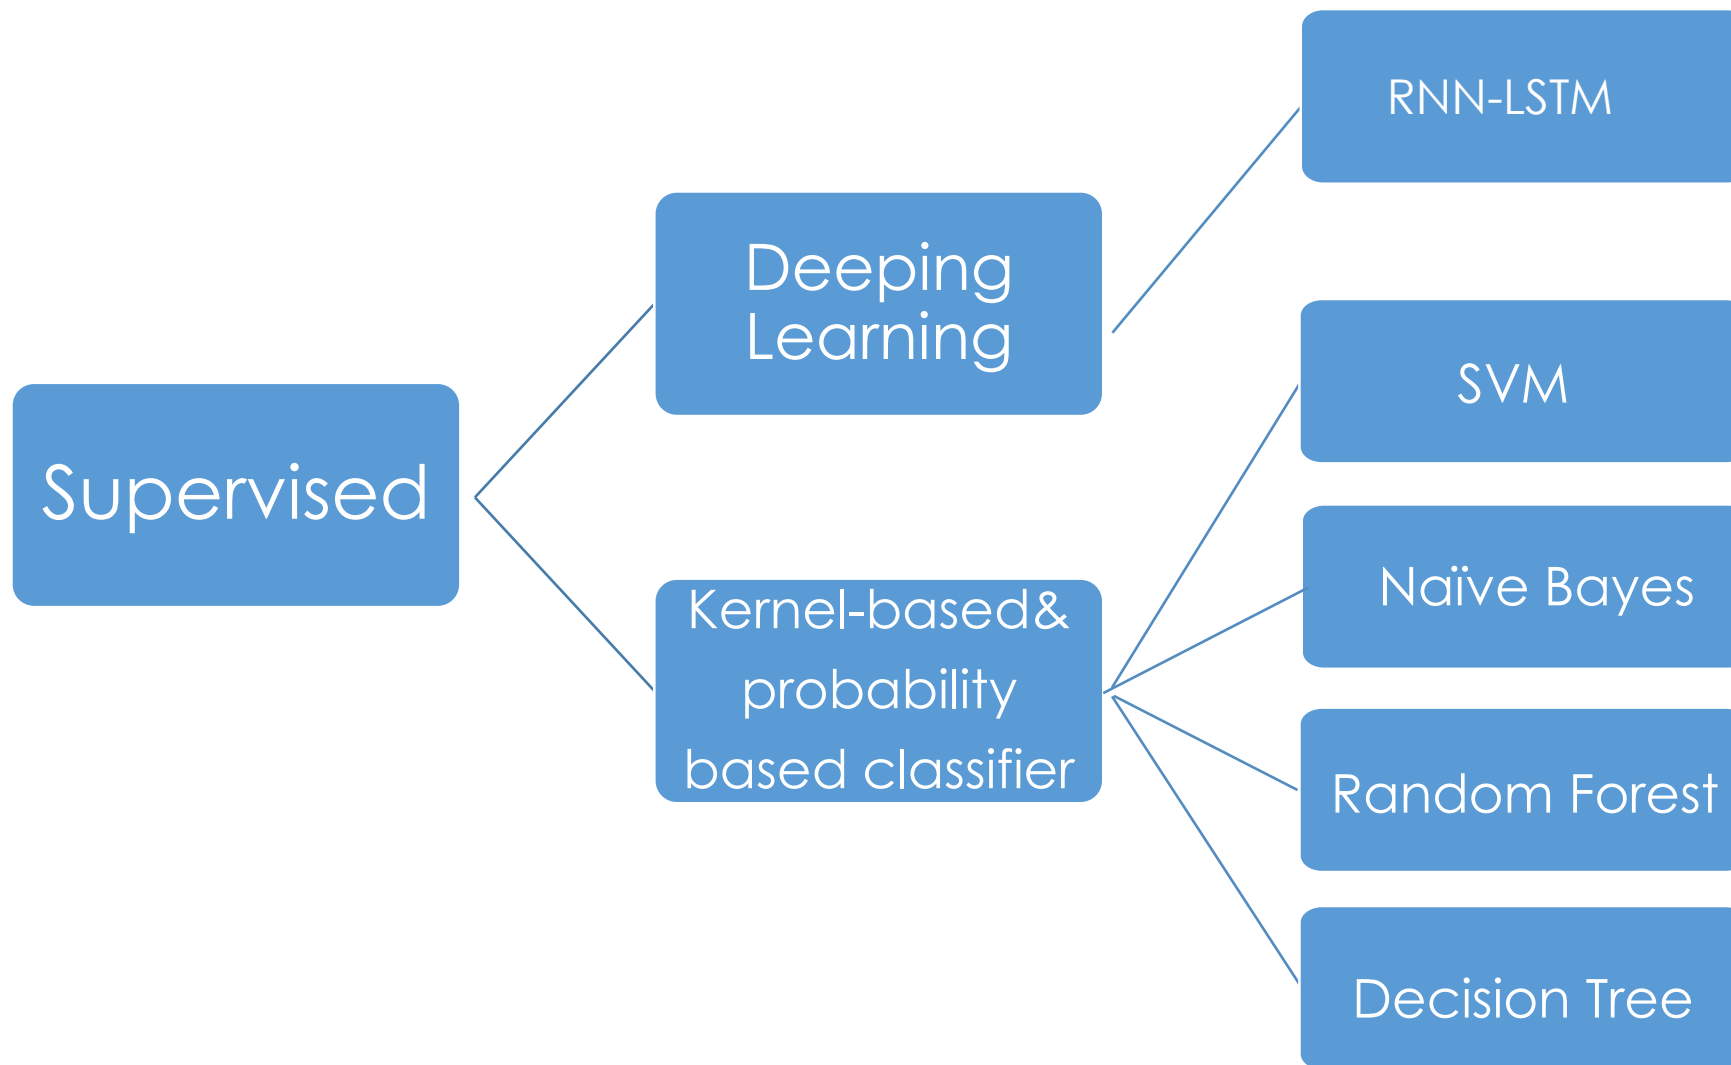 RNN-LSTM
Deeping
Learning
SVM
Supervised
Naïve Bayes
Kernel-based&
probability
based classifier
Random Forest
Decision Tree